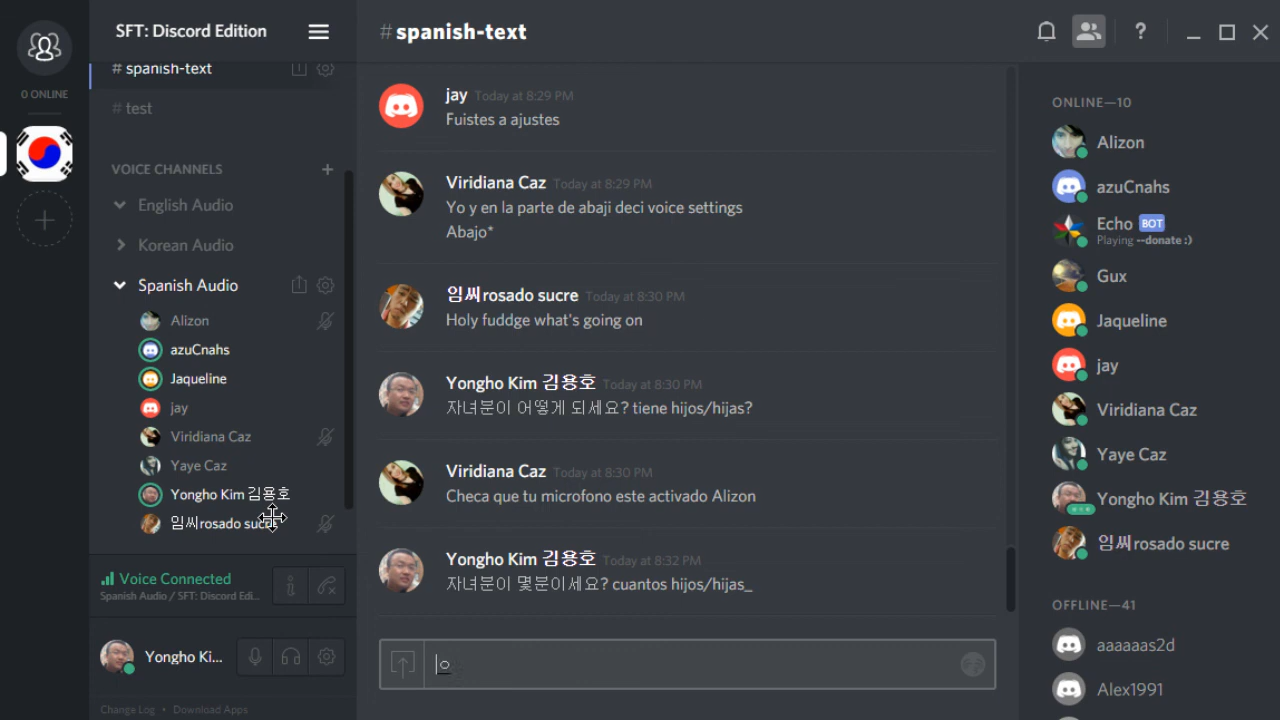 0 ONLINE
SFT: Discord Edition
# spanish-text
# test
VOICE CHANNELS
English Audio
Korean Audio
Spanish Audio
Alizon
azuCnahs
Jaqueline
jay
Viridiana Caz
Yaye Caz
Yongho Kim 김용호
임씨rosado sucre
Voice Connected
Spanish Audio / SFT: Discord Edi...
Yongho Ki...
Change Log • Download Apps
# spanish-text
jay Today at 8:29 PM
Fuistes a ajustes
Viridiana Caz Today at 8:29 PM
Yo y en la parte de abaji deci voice settings
Abajo*
임씨rosado sucre Today at 8:30 PM
Holy fuddge what's going on
Yongho Kim 김용호 Today at 8:30 PM
자녀분이 어떻게 되세요? tiene hijos/hijas?
Viridiana Caz Today at 8:30 PM
Checa que tu microfono este activado Alizon
Yongho Kim 김용호 Today at 8:32 PM
자녀분이 몇분이세요? cuantos hijos/hijas_
ㅇ
ONLINE—10
Alizon
azuCnahs
Echo BOT
Playing --donate :)
Gux
Jaqueline
jay
Viridiana Caz
Yaye Caz
Yongho Kim 김용호
임씨rosado sucre
OFFLINE—41
aaaaaas2d
Alex1991